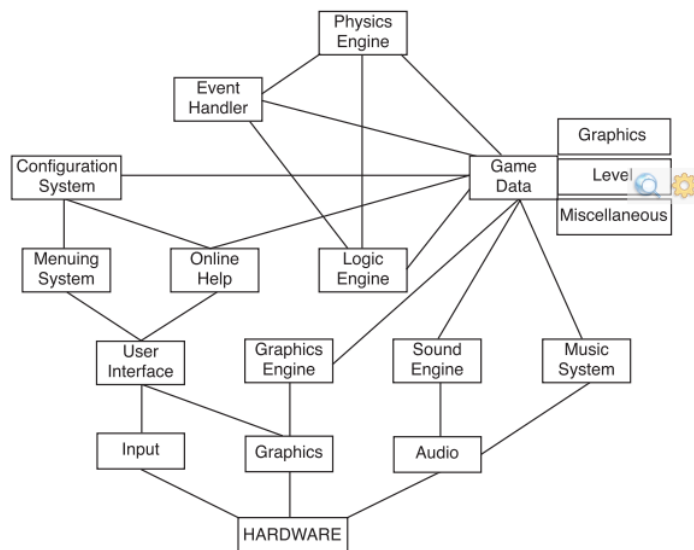 Physics
Engine
Event
Handler
Graphics
Configuration
System
Game
Data
Level
Miscellaneous
Menuing
System
Online
Help
Logic
Engine
User
Interface
Graphics
Engine
Sound
Engine
Music
System
Input
Graphics
Audio
HARDWARE